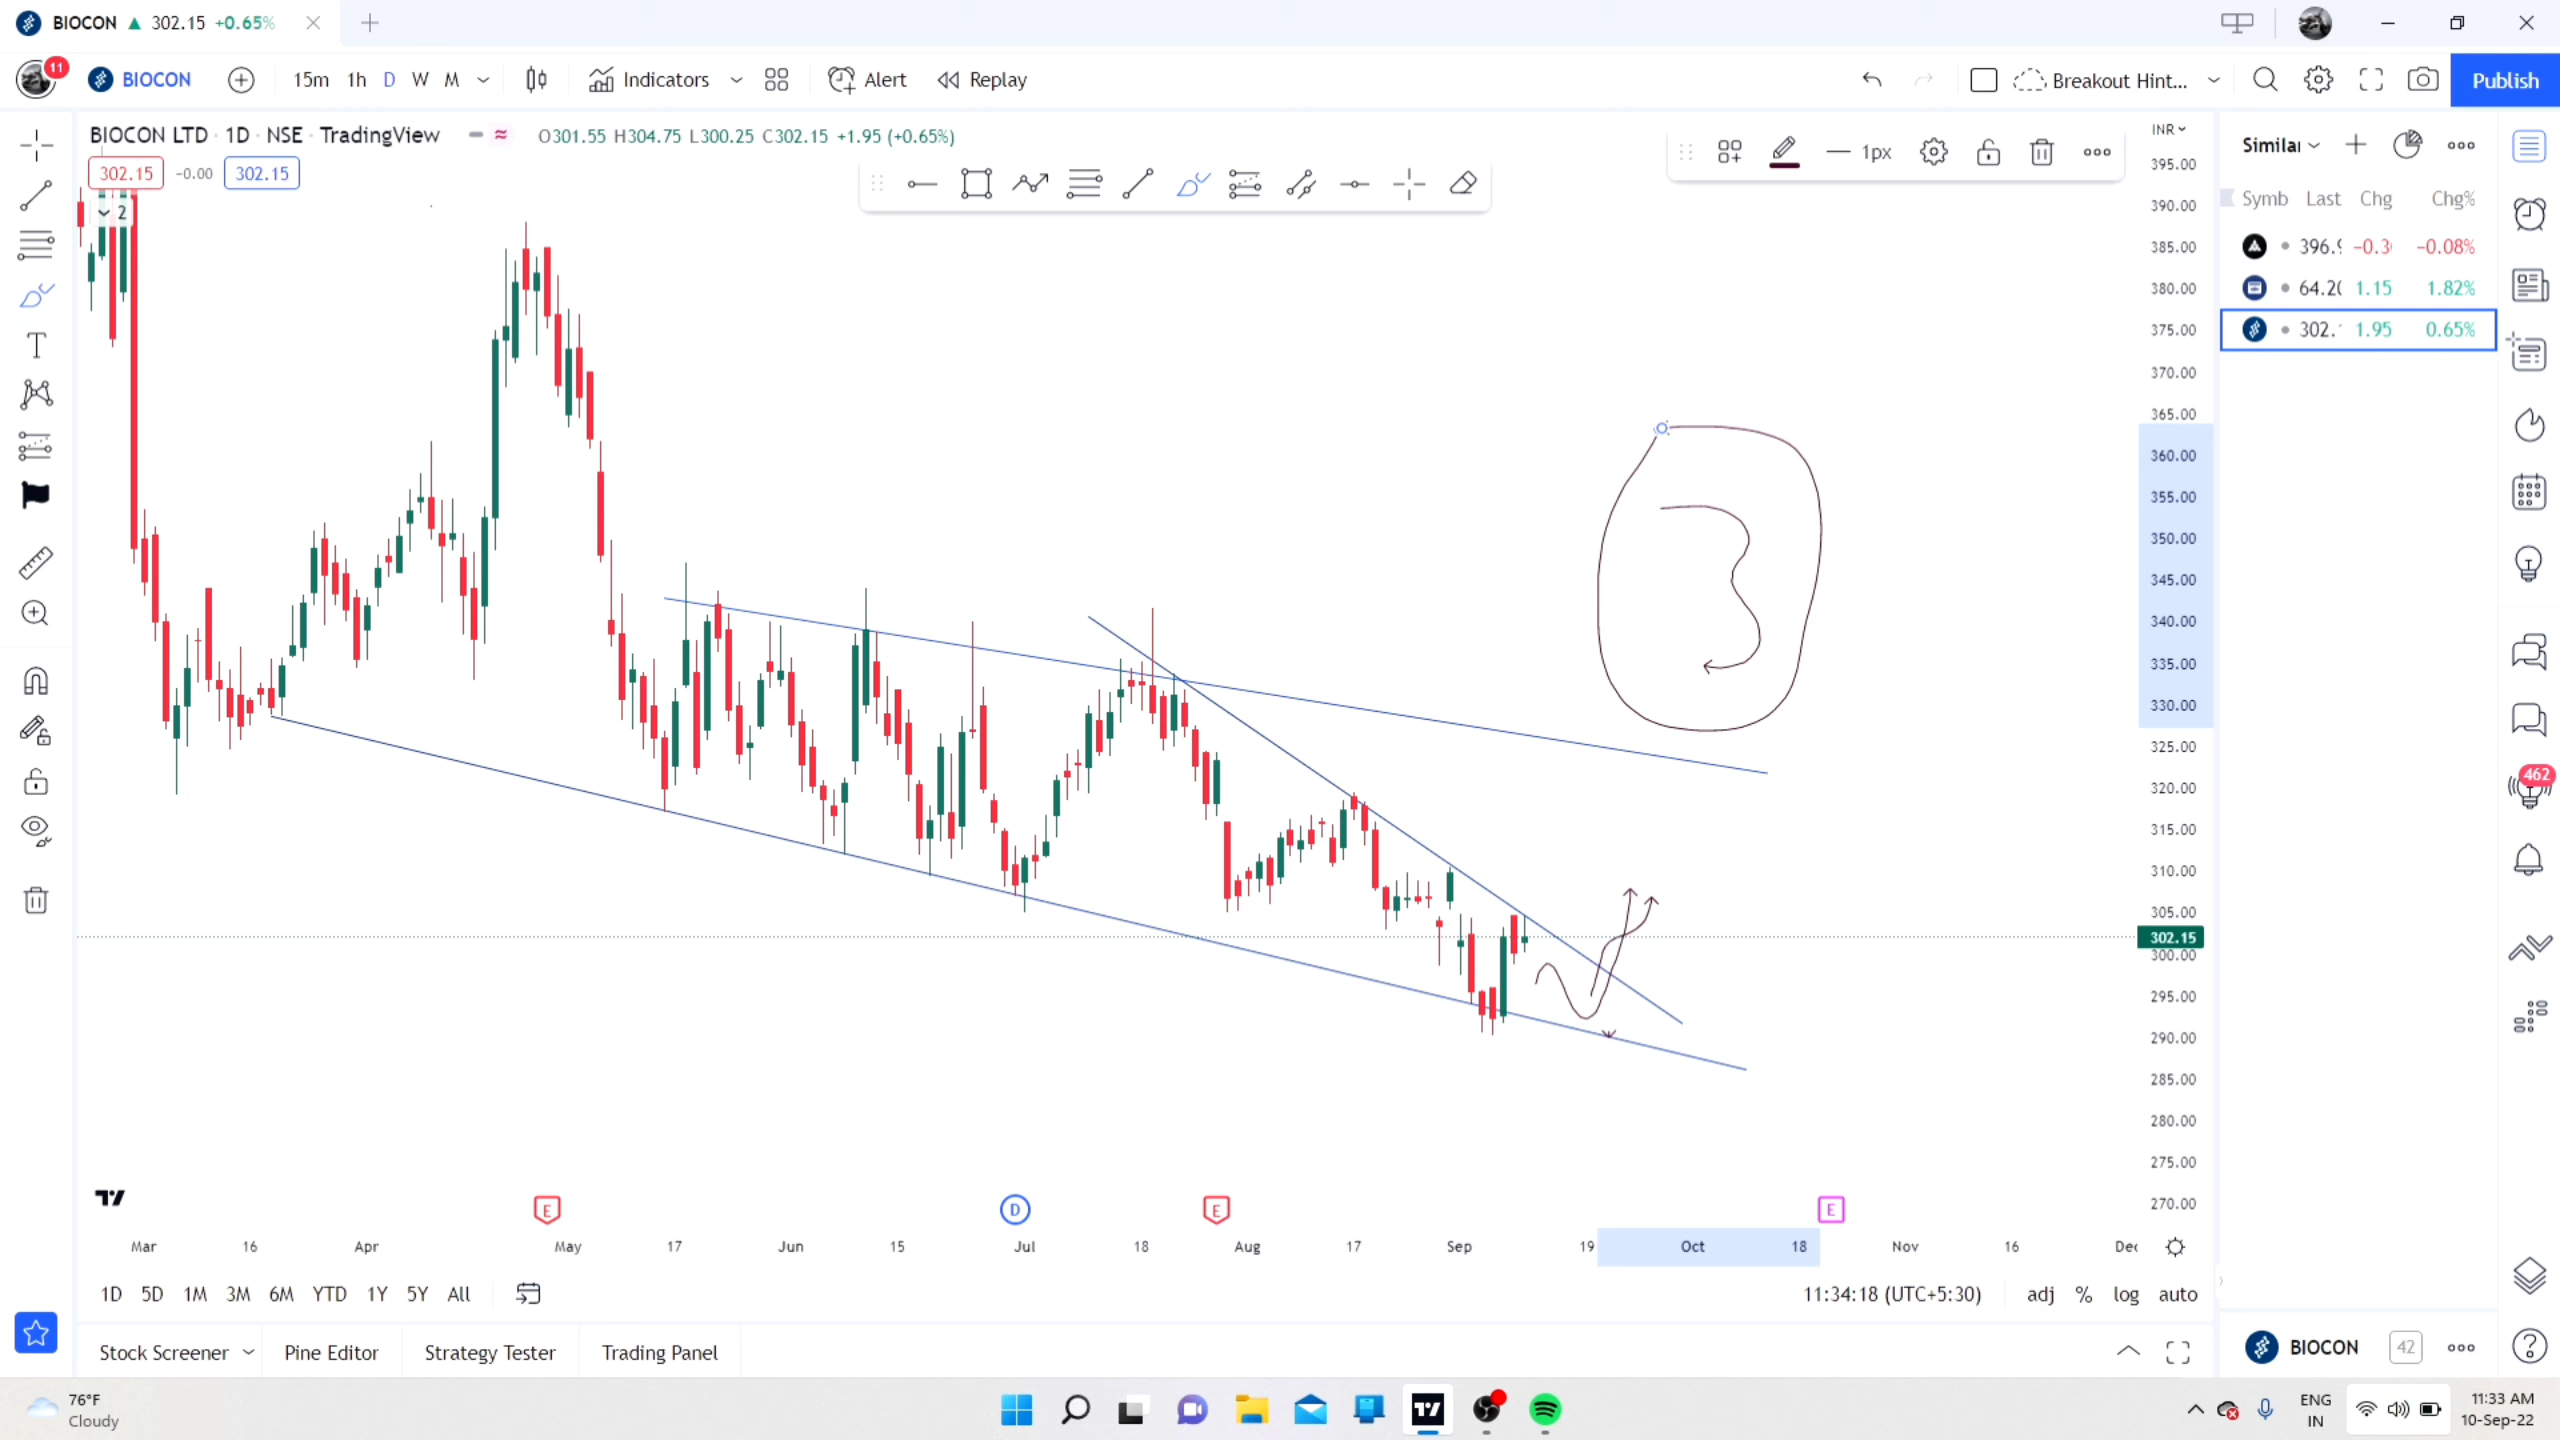 BIOCON ▲ 302.15 +0.65%
11 BIOCON 15m 1h D W M Indicators Alert Replay Breakout Hint... Publish
BIOCON LTD · 1D · NSE · TradingView O301.55 H304.75 L300.25 C302.15 +1.95 (+0.65%)
302.15 -0.00 302.15
2
1px
INR
395.00
390.00
385.00
380.00
375.00
370.00
365.00
360.00
355.00
350.00
345.00
340.00
335.00
330.00
325.00
320.00
315.00
310.00
305.00
302.15
300.00
295.00
290.00
285.00
280.00
275.00
270.00
3
Symb Last Chg Chg%
-0.08%
1.15 1.82%
302. 1.95 0.65%
462
E D E E
Mar 16 Apr May 17 Jun 15 Jul 18 Aug 17 Sep 19 Oct 18 Nov 16
1D 5D 1M 3M 6M YTD 1Y 5Y All 11:34:18 (UTC+5:30) adj % log auto
Stock Screener Pine Editor Strategy Tester Trading Panel
BIOCON 42
76°F
Cloudy
ENG
IN
11:33 AM
10-Sep-22